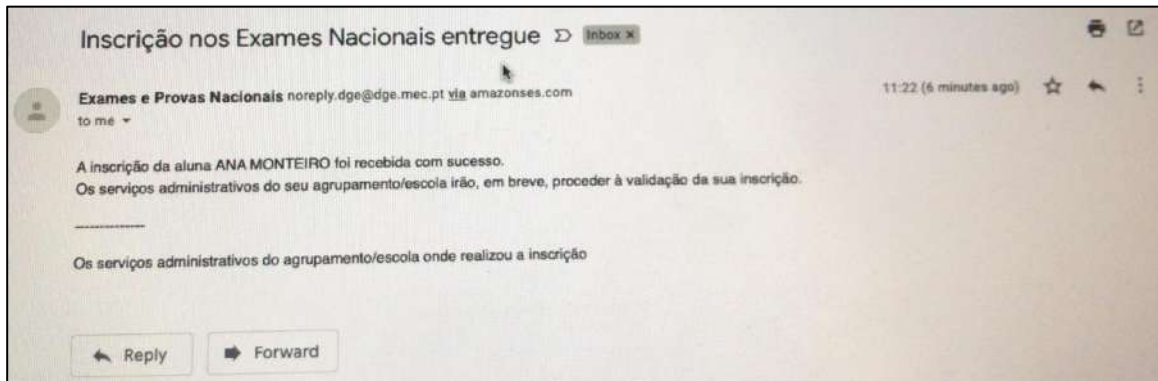 Inscrição nos Exames Nacionais entregue Inbox ×
Exames e Provas Nacionais noreply.dge@dge.mec.pt via amazonses.com 11:22 (6 minutes ago)
to me
A inscrição da aluna ANA MONTEIRO foi recebida com sucesso.
Os serviços administrativos do seu agrupamento/escola irão, em breve, proceder à validação da sua inscrição.
---------------
Os serviços administrativos do agrupamento/escola onde realizou a inscrição
Reply Forward